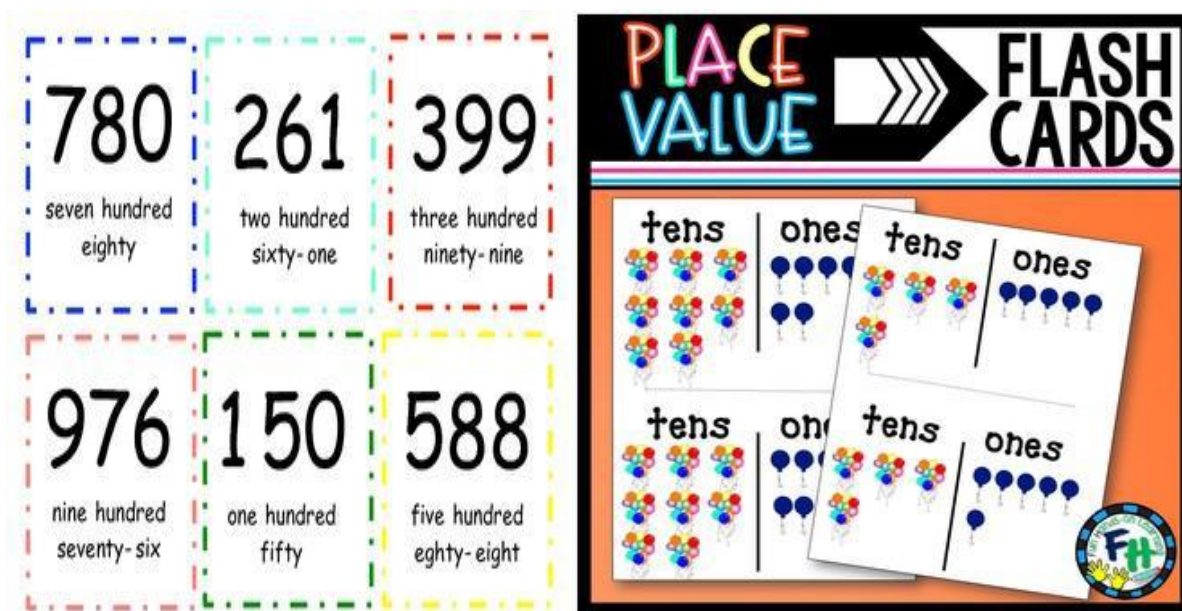 780
seven hundred
eighty
261
two hundred
sixty-one
399
three hundred
ninety-nine
976
nine hundred
seventy-six
150
one hundred
fifty
588
five hundred
eghty-eight
PLACE
VALUE
FLASH
CARDS
tens
ones
tens
ones
tens
tens
ones
FH